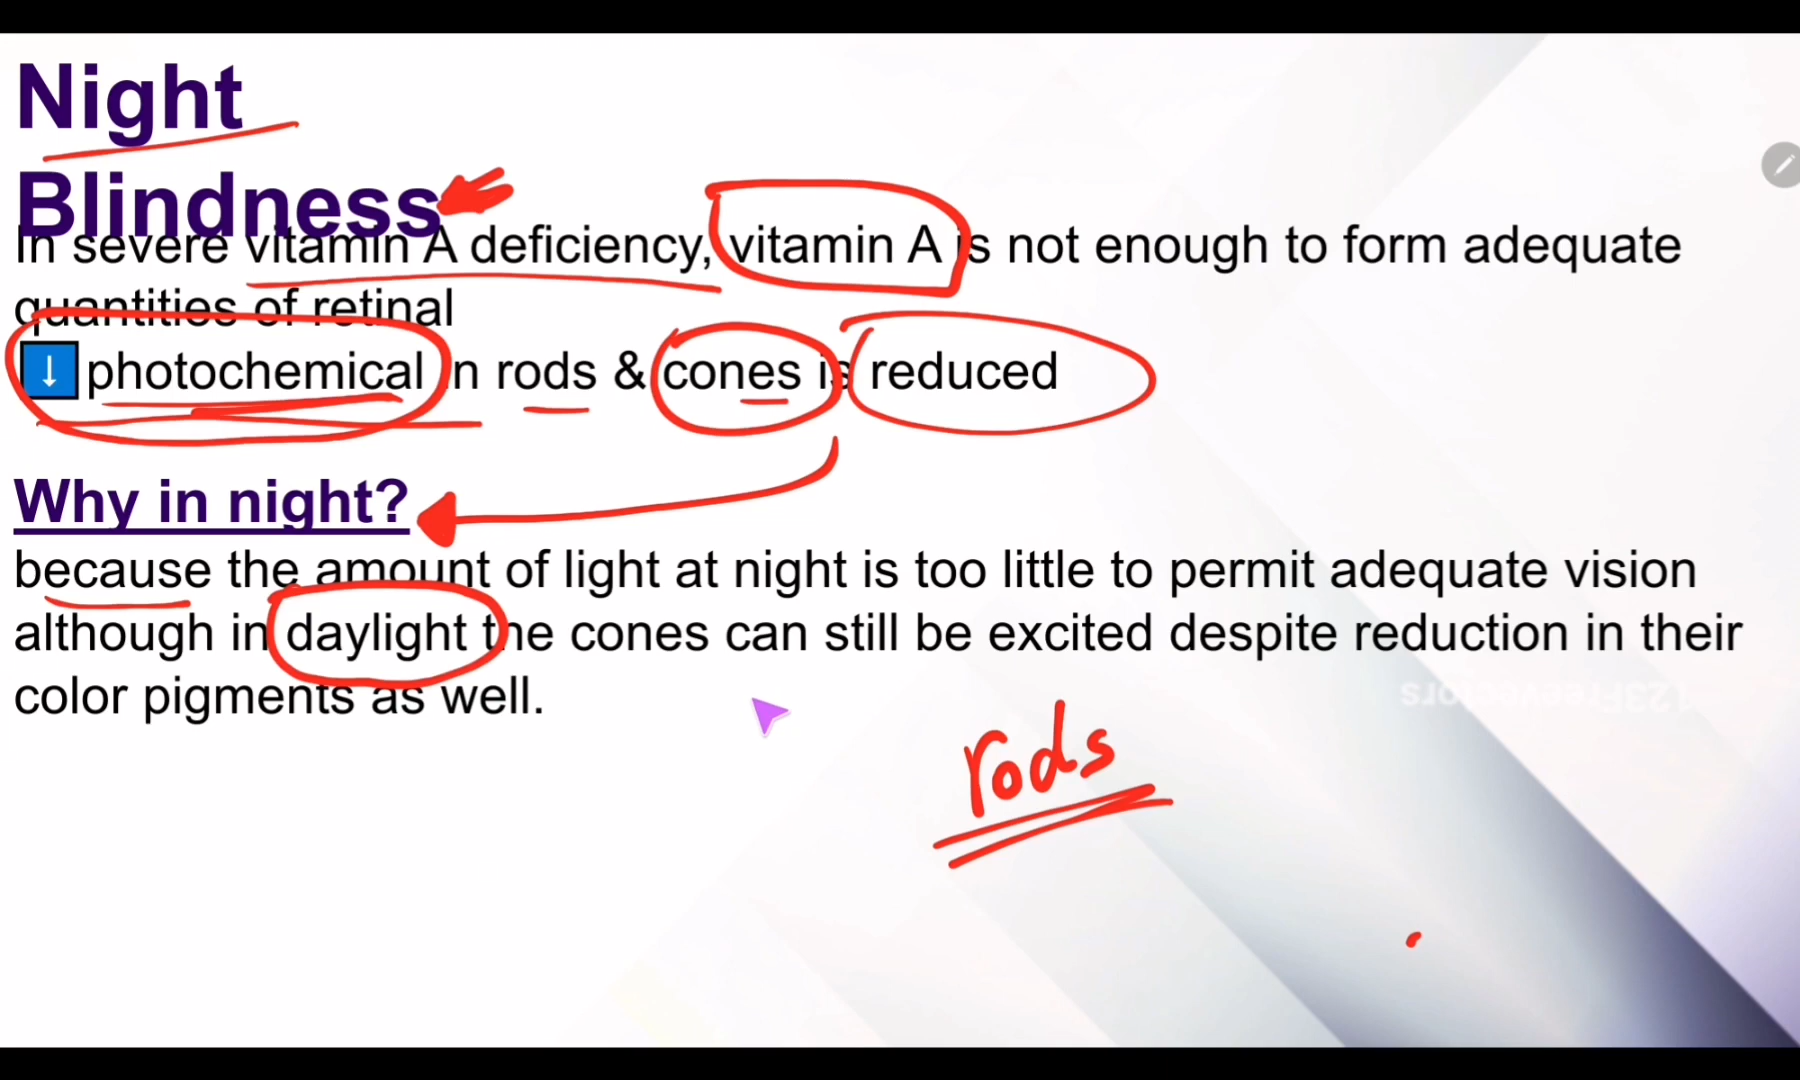 Night
Blindness
In severe vitamin A deficiency, vitamin A is not enough to form adequate
quantities of retinal
↓ photochemical in rods & cones is reduced
Why in night?
because the amount of light at night is too little to permit adequate vision
although in daylight the cones can still be excited despite reduction in their
color pigments as well.
123Freevectors
rods